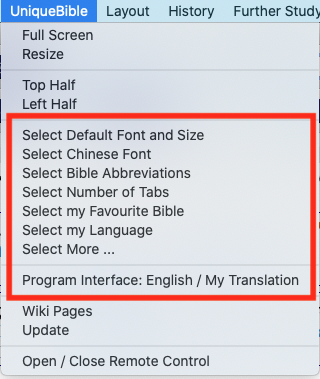 UniqueBible Layout History Further Study
Full Screen
Resize
Top Half
Left Half
Select Default Font and Size
Select Chinese Font
Select Bible Abbreviations
Select Number of Tabs
Select my Favourite Bible
Select my Language
Select More ...
Program Interface: English / My Translation
Wiki Pages
Update
Open / Close Remote Control